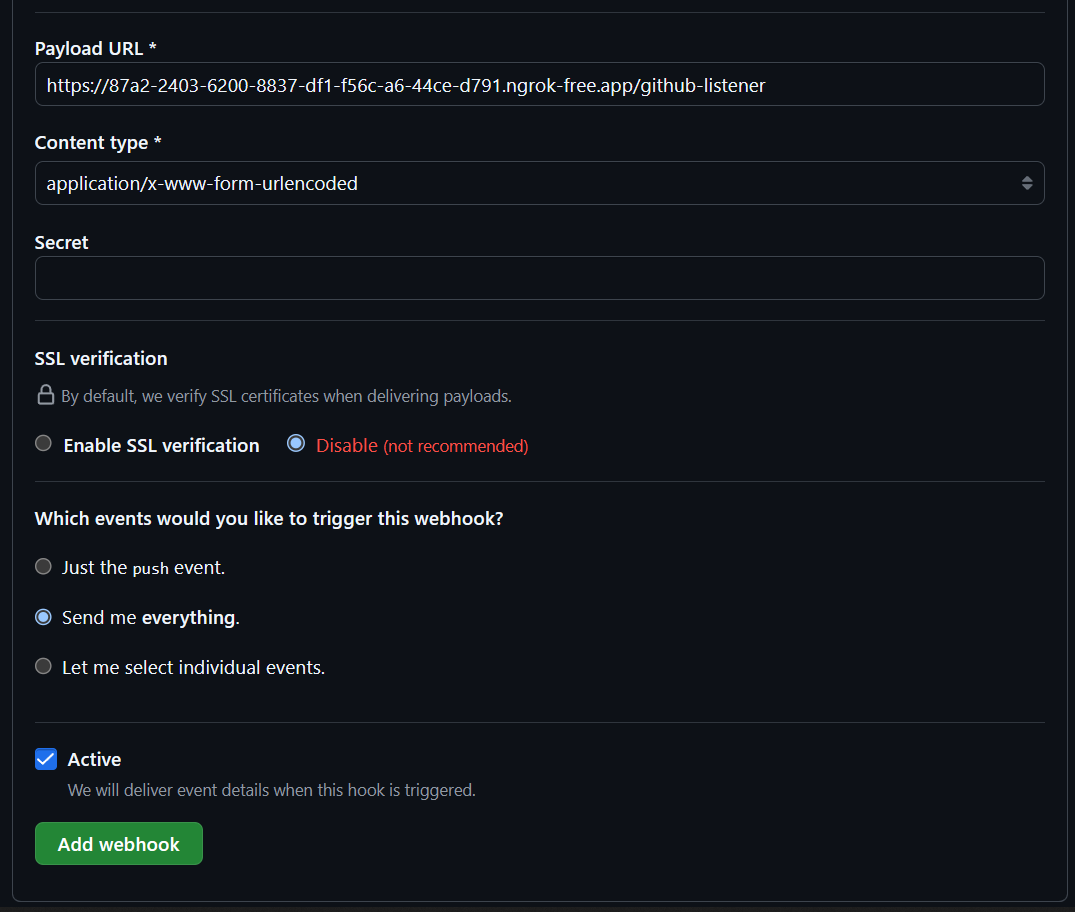 Payload URL *
https://87a2-2403-6200-8837-df1-f56c-a6-44ce-d791.ngrok-free.app/github-listener
Content type *
application/x-www-form-urlencoded
Secret
SSL verification
By default, we verify SSL certificates when delivering payloads.
Enable SSL verification Disable (not recommended)
Which events would you like to trigger this webhook?
Just the push event.
Send me everything.
Let me select individual events.
Active
We will deliver event details when this hook is triggered.
Add webhook